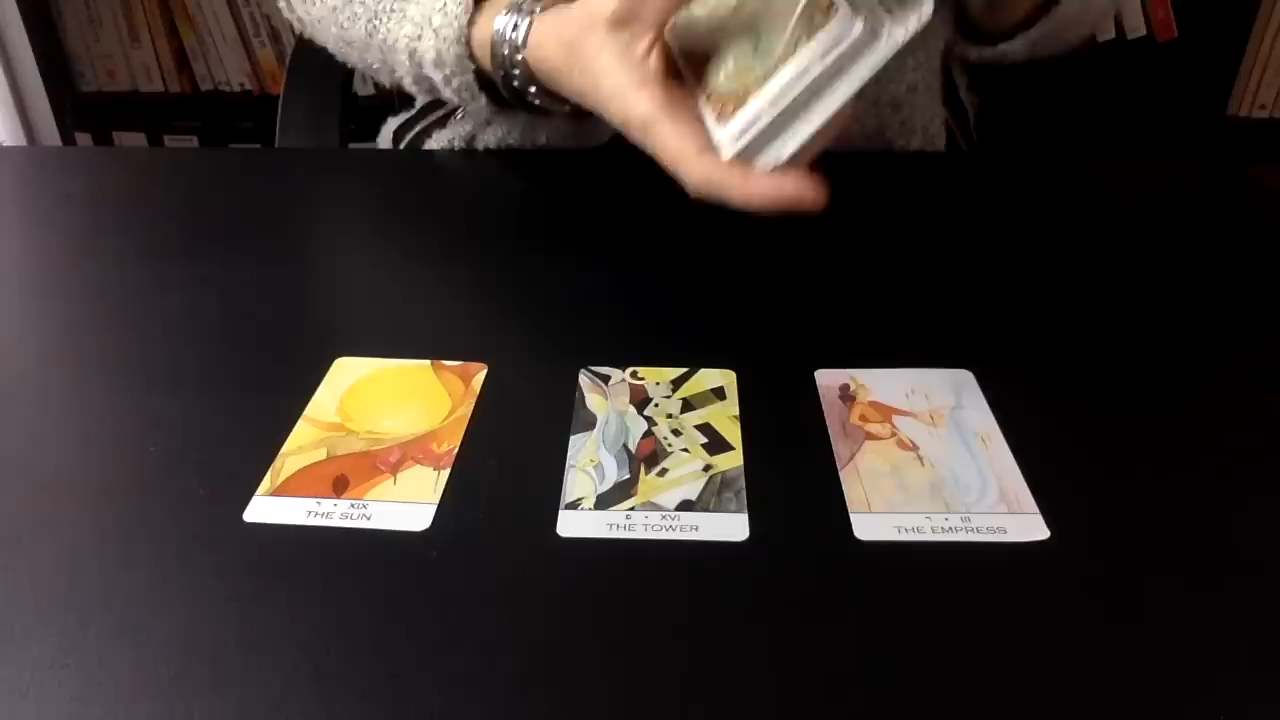 ר • XIX
THE SUN
פ • XVI
THE TOWER
ד • III
THE EMPRESS